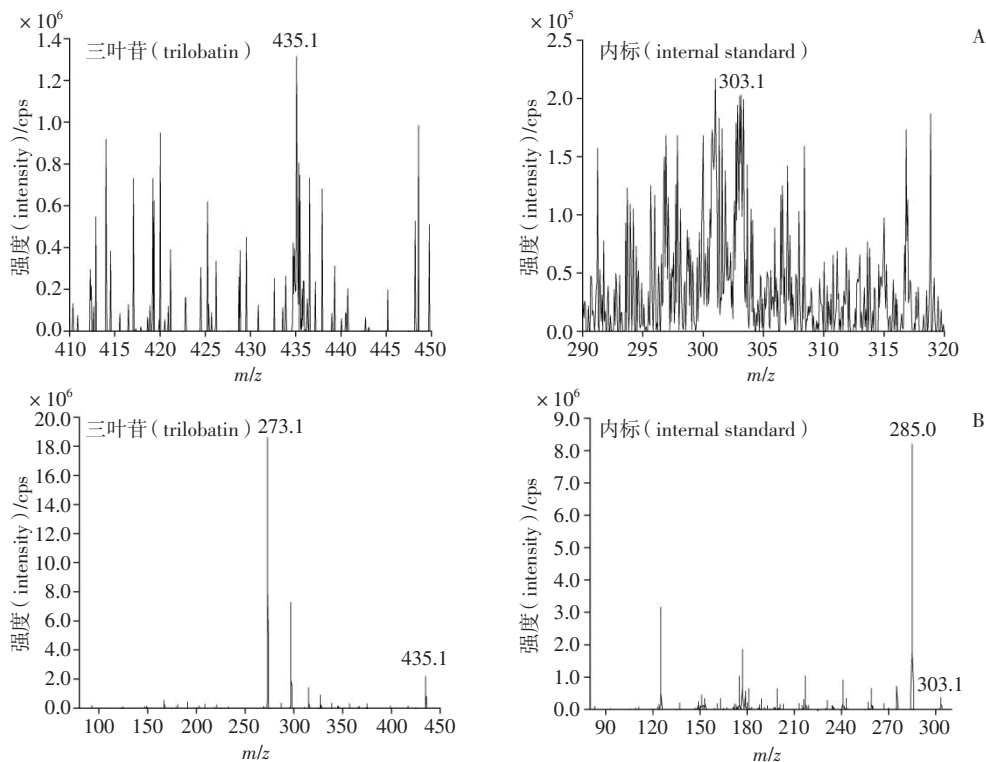 × 10⁶
1.4
1.2
1.0
0.8
0.6
0.4
0.2
0.0
强度(intensity)/cps
三叶苷(trilobatin)
435.1
410 415 420 425 430 435 440 445 450
m/z
× 10⁵
2.5
2.0
1.5
1.0
0.5
0.0
强度(intensity)/cps
内标(internal standard)
303.1
A
290 295 300 305 310 315 320
m/z
× 10⁶
20.0
18.0
16.0
14.0
12.0
10.0
8.0
6.0
4.0
2.0
0.0
强度(intensity)/cps
三叶苷(trilobatin) 273.1
435.1
100 150 200 250 300 350 400 450
m/z
× 10⁶
9.0
8.0
7.0
6.0
5.0
4.0
3.0
2.0
1.0
0.0
强度(intensity)/cps
内标(internal standard)
285.0
B
303.1
90 120 150 180 210 240 270 300
m/z